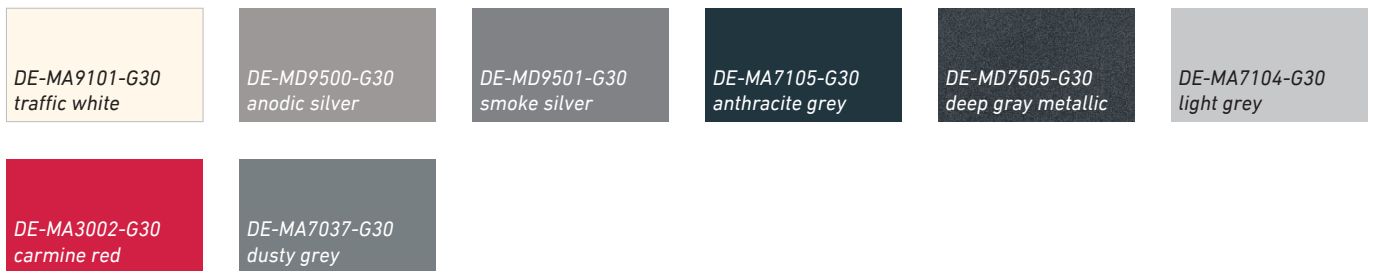 DE-MA9101-G30
traffic white
DE-MD9500-G30
anodic silver
DE-MD9501-G30
smoke silver
DE-MA7105-G30
anthracite grey
DE-MD7505-G30
deep gray metallic
DE-MA7104-G30
light grey
DE-MA3002-G30
carmine red
DE-MA7037-G30
dusty grey